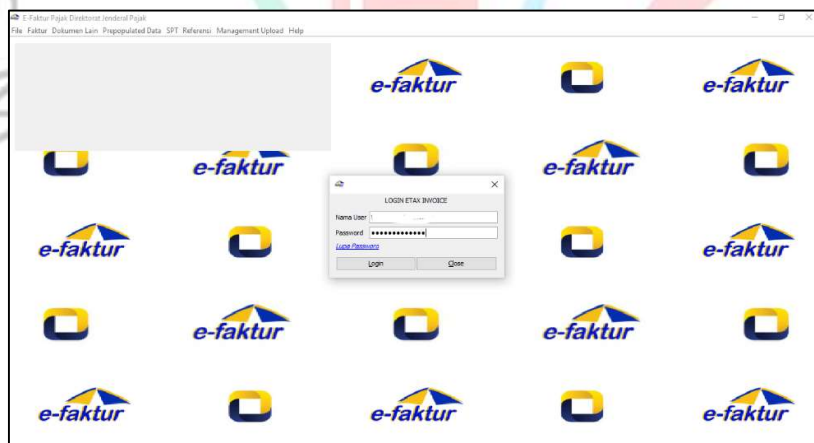 E-Faktur Pajak Direktorat Jenderal Pajak
File Faktur Dokumen Lain Prepopulated Data SPT Referensi Management Upload Help
e-faktur e-faktur
e-faktur e-faktur
LOGIN ETAX INVOICE
Nama User
Password
Lupa Password
Login Close
e-faktur e-faktur
e-faktur e-faktur
e-faktur e-faktur e-faktur